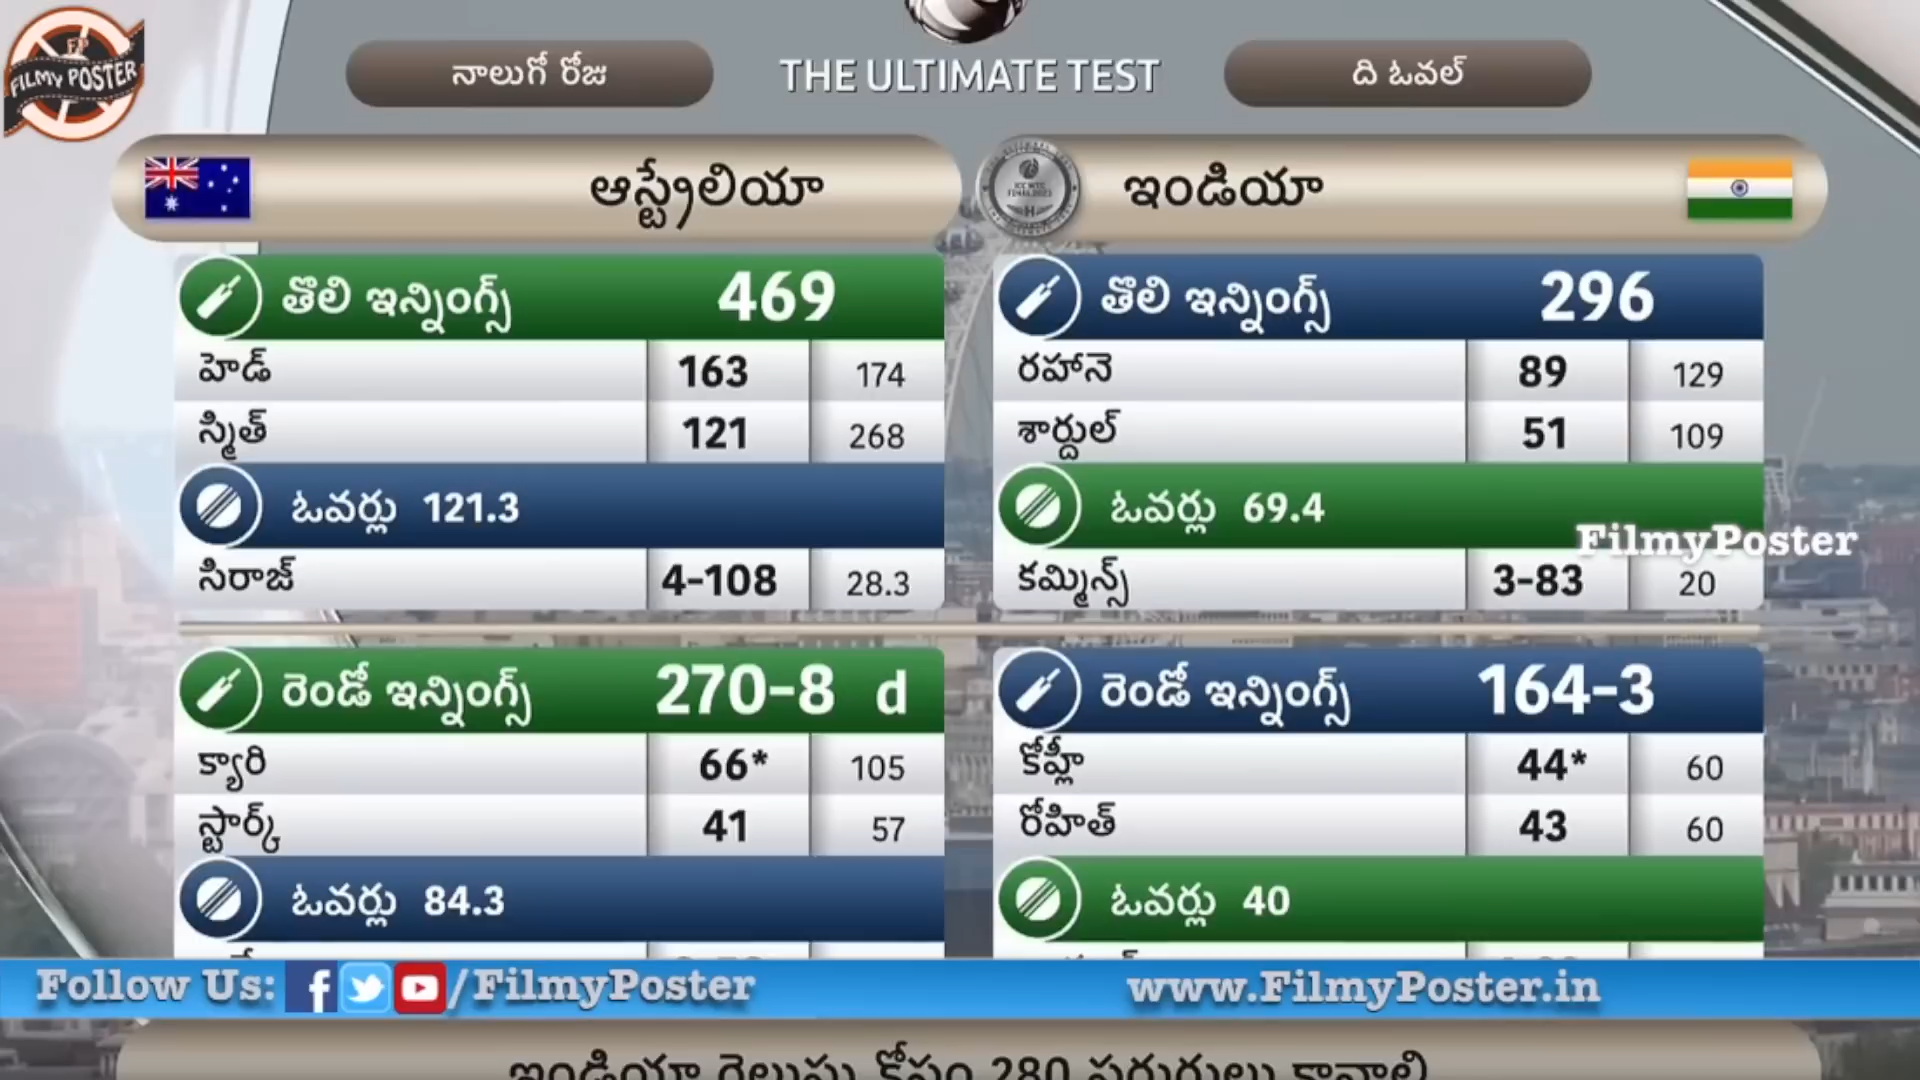 FP
FILMY POSTER
నాలుగో రోజు
THE ULTIMATE TEST
ది ఓవల్
ఆస్ట్రేలియా
ఇండియా
తొలి ఇన్నింగ్స్ 469
హెడ్ 163 174
స్మిత్ 121 268
ఓవర్లు 121.3
సిరాజ్ 4-108 28.3
తొలి ఇన్నింగ్స్ 296
రహానె 89 129
శార్దుల్ 51 109
ఓవర్లు 69.4
FilmyPoster
కమ్మిన్స్ 3-83 20
రెండో ఇన్నింగ్స్ 270-8 d
క్యారి 66* 105
స్టార్క్ 41 57
ఓవర్లు 84.3
రెండో ఇన్నింగ్స్ 164-3
కోహ్లీ 44* 60
రోహిత్ 43 60
ఓవర్లు 40
Follow Us: /FilmyPoster
www.FilmyPoster.in
ఇండియా గెలుపు కోసం 280 పరుగులు కావాలి